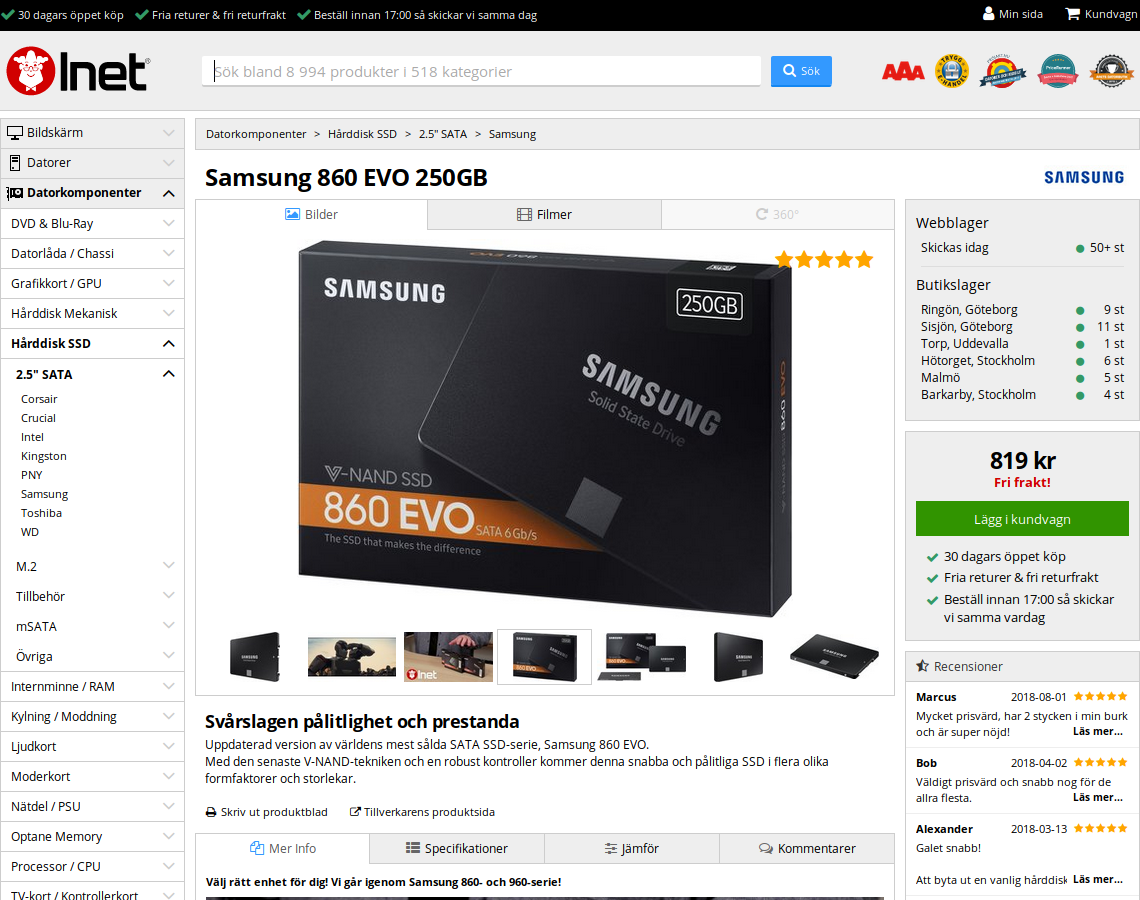 30 dagars öppet köp
Fria returer & fri returfrakt
Beställ innan 17:00 så skickar vi samma dag
Min sida
Kundvagn
Inet
Sök bland 8 994 produkter i 518 kategorier
Sök
AAA
Bildskärm
Datorer
Datorkomponenter
DVD & Blu-Ray
Datorlåda / Chassi
Grafikkort / GPU
Hårddisk Mekanisk
Hårddisk SSD
2.5" SATA
Corsair
Crucial
Intel
Kingston
PNY
Samsung
Toshiba
WD
M.2
Tillbehör
mSATA
Övriga
Internminne / RAM
Kylning / Moddning
Ljudkort
Moderkort
Nätdel / PSU
Optane Memory
Processor / CPU
TV-kort / Kontrollerkort
Datorkomponenter > Hårddisk SSD > 2.5" SATA > Samsung
Samsung 860 EVO 250GB
SAMSUNG
Bilder
Filmer
360°
SAMSUNG
250GB
SAMSUNG
Solid State Drive
V-NAND SSD
860 EVO SATA 6Gb/s
The SSD that makes the difference
860 EVO
Inet
Svårslagen pålitlighet och prestanda
Uppdaterad version av världens mest sålda SATA SSD-serie, Samsung 860 EVO.
Med den senaste V-NAND-tekniken och en robust kontroller kommer denna snabba och pålitliga SSD i flera olika
formfaktorer och storlekar.
Skriv ut produktblad
Tillverkarens produktsida
Mer Info
Specifikationer
Jämför
Kommentarer
Välj rätt enhet för dig! Vi går igenom Samsung 860- och 960-serie!
Webblager
Skickas idag 50+ st
Butikslager
Ringön, Göteborg 9 st
Sisjön, Göteborg 11 st
Torp, Uddevalla 1 st
Hötorget, Stockholm 6 st
Malmö 5 st
Barkarby, Stockholm 4 st
819 kr
Fri frakt!
Lägg i kundvagn
30 dagars öppet köp
Fria returer & fri returfrakt
Beställ innan 17:00 så skickar
vi samma vardag
Recensioner
Marcus 2018-08-01
Mycket prisvärd, har 2 stycken i min burk
och är super nöjd! Läs mer...
Bob 2018-04-02
Väldigt prisvärd och snabb nog för de
allra flesta. Läs mer...
Alexander 2018-03-13
Galet snabb!
Att byta ut en vanlig hårddisk Läs mer...